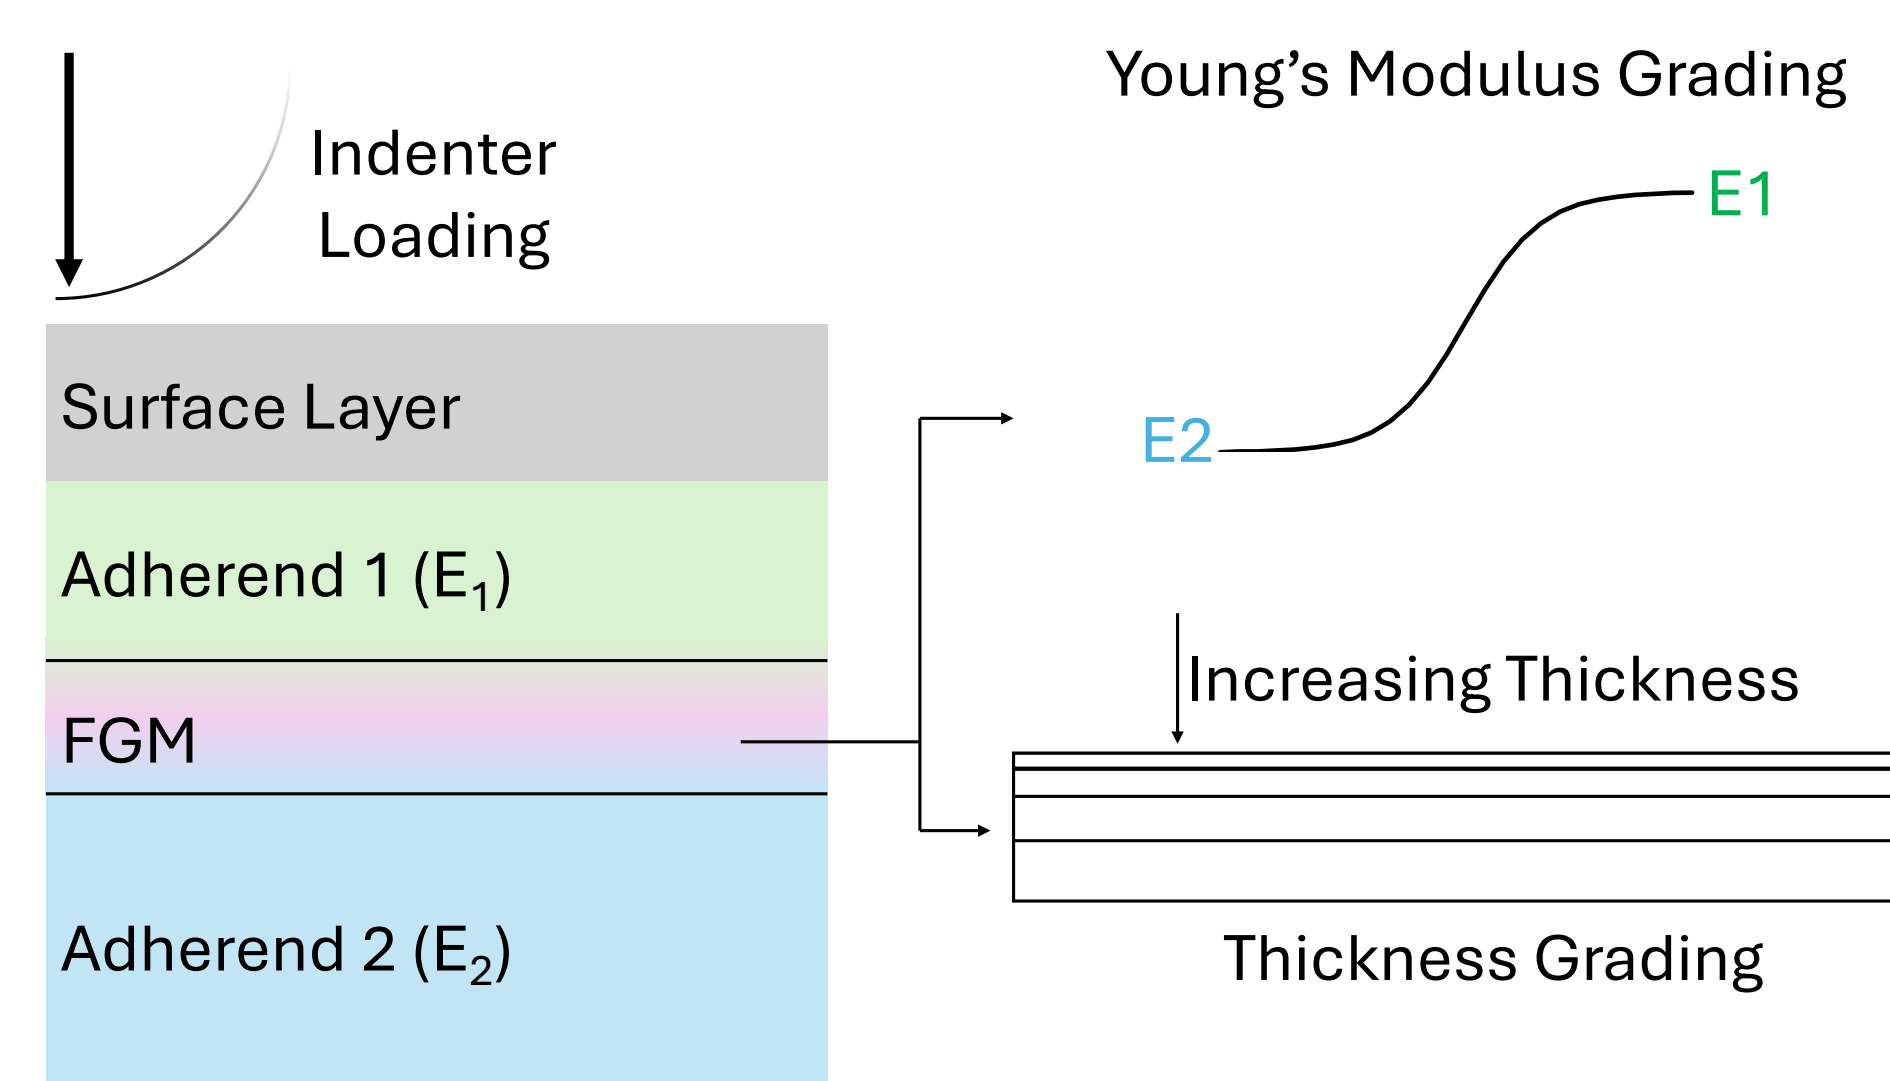 Indenter
Loading
Surface Layer
Adherend 1 (E₁)
FGM
Adherend 2 (E₂)
Young’s Modulus Grading
E1
E2
Increasing Thickness
Thickness Grading